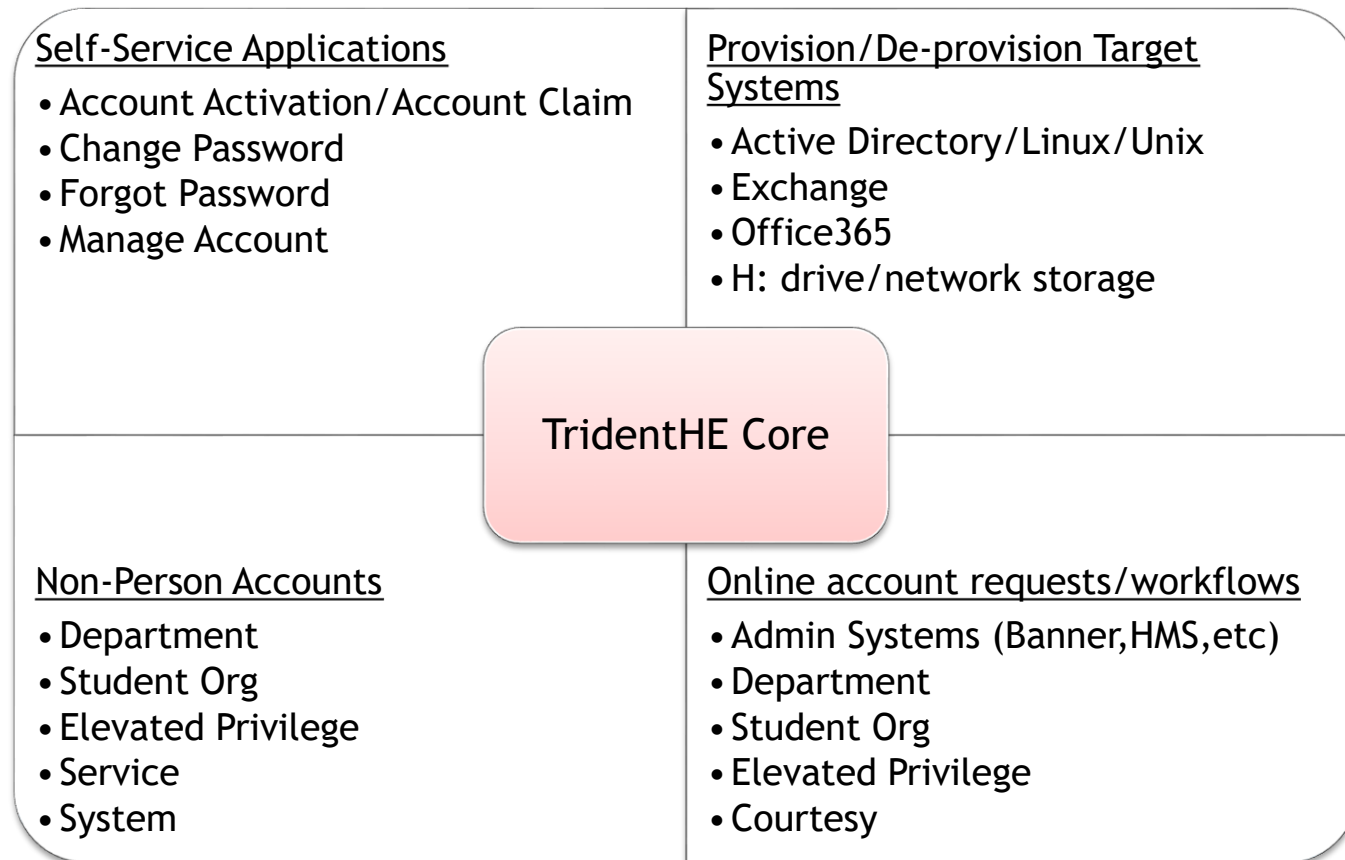 Self-Service Applications
• Account Activation/Account Claim
• Change Password
• Forgot Password
• Manage Account
Provision/De-provision Target
Systems
• Active Directory/Linux/Unix
• Exchange
• Office365
• H: drive/network storage
TridentHE Core
Non-Person Accounts
• Department
• Student Org
• Elevated Privilege
• Service
• System
Online account requests/workflows
• Admin Systems (Banner,HMS,etc)
• Department
• Student Org
• Elevated Privilege
• Courtesy